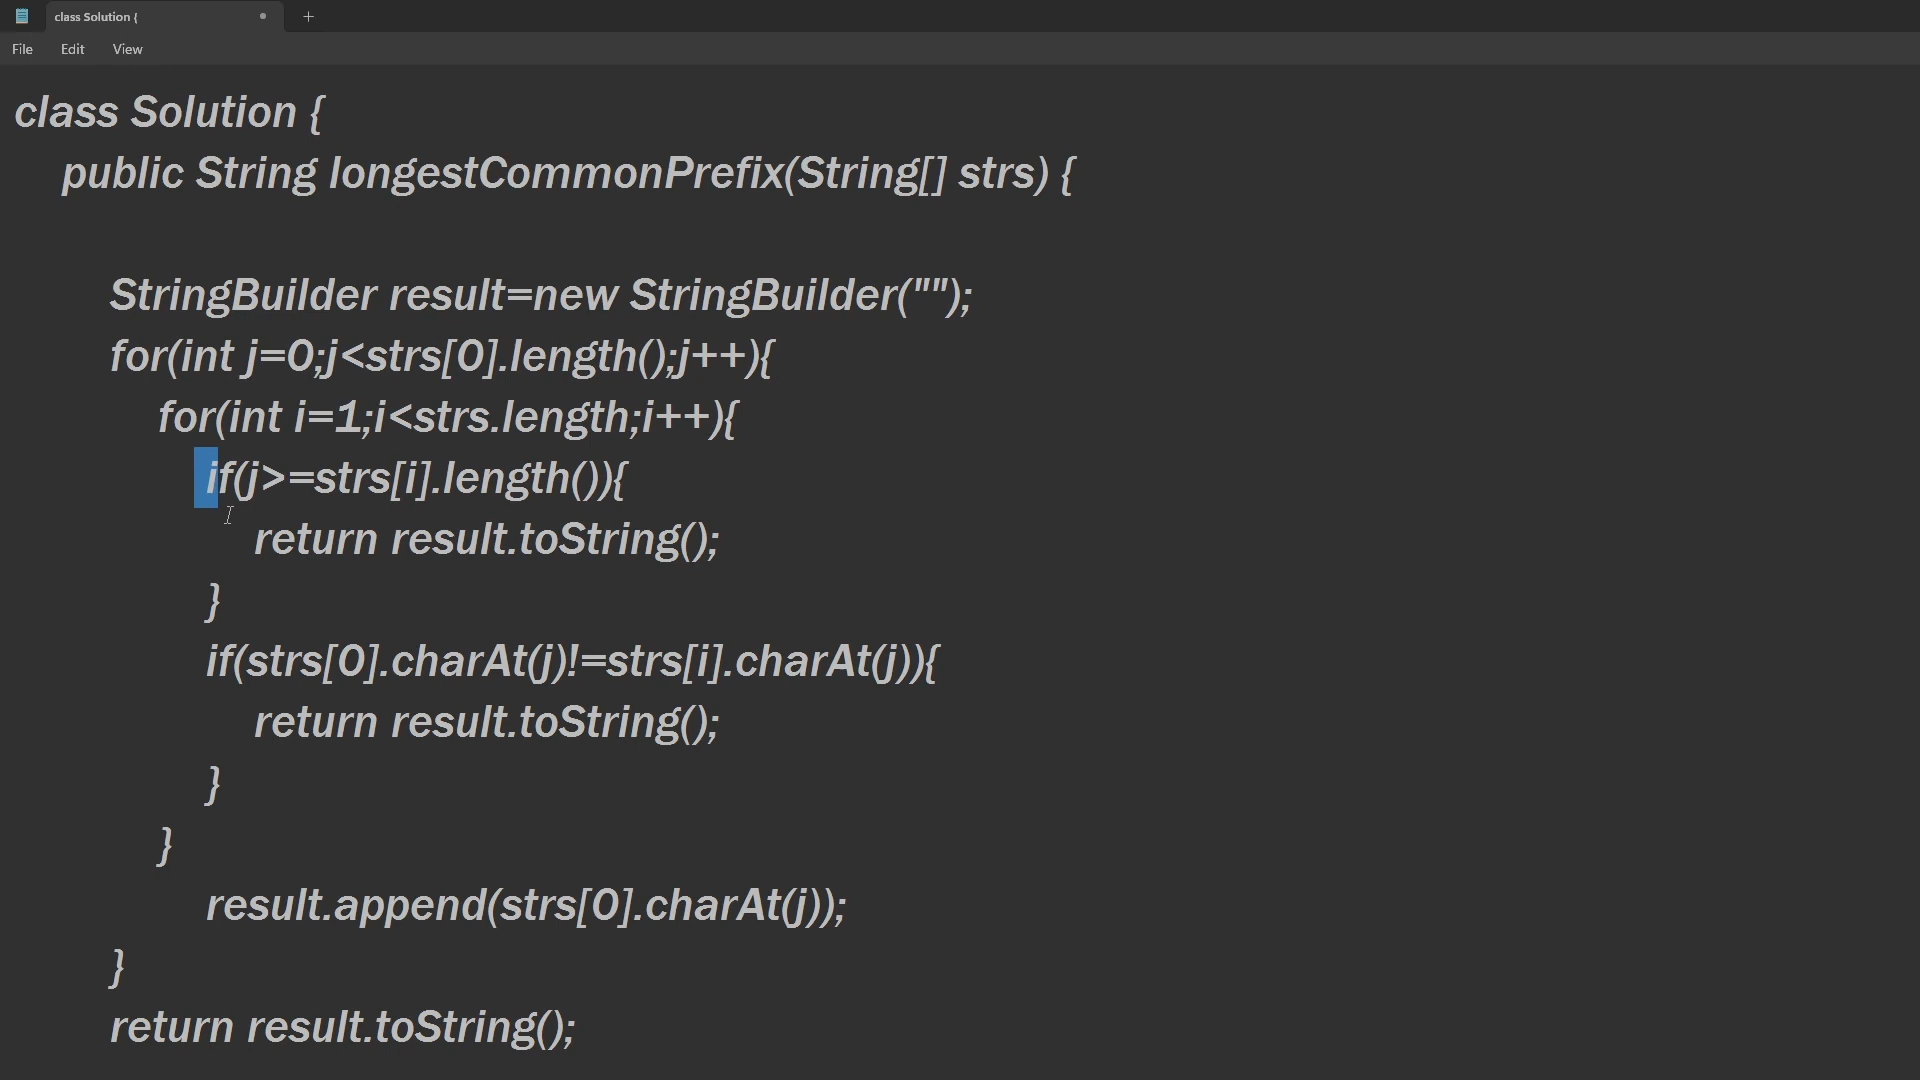 class Solution {
File Edit View
class Solution {
public String longestCommonPrefix(String[] strs) {
StringBuilder result=new StringBuilder("");
for(int j=0;j<strs[0].length();j++){
for(int i=1;i<strs.length;i++){
if(j>=strs[i].length()){
return result.toString();
}
if(strs[0].charAt(j)!=strs[i].charAt(j)){
return result.toString();
}
}
result.append(strs[0].charAt(j));
}
return result.toString();